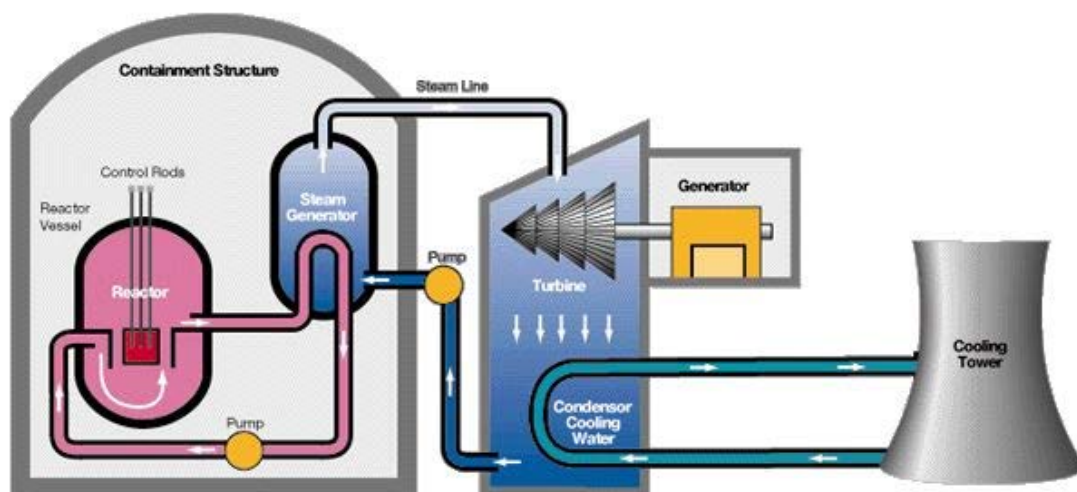 Containment Structure
Steam Line
Control Rods
Reactor
Vessel
Steam
Generator
Generator
Pump
Reactor
Turbine
Cooling
Tower
Condensor
Cooling
Water
Pump